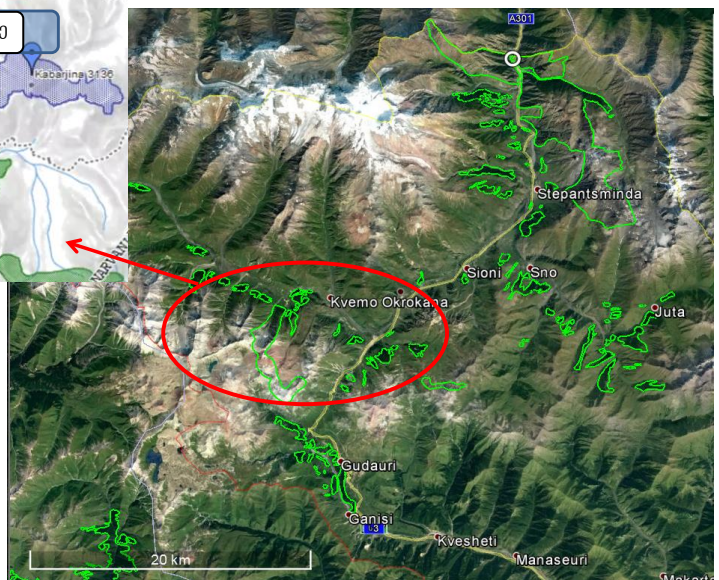 0
A301
Kabarjina 3136
Stepantsminda
Sioni
Sno
Kvemo Okrokana
Juta
Gudauri
Ganisi
Kvesheti
Manaseuri
20 km